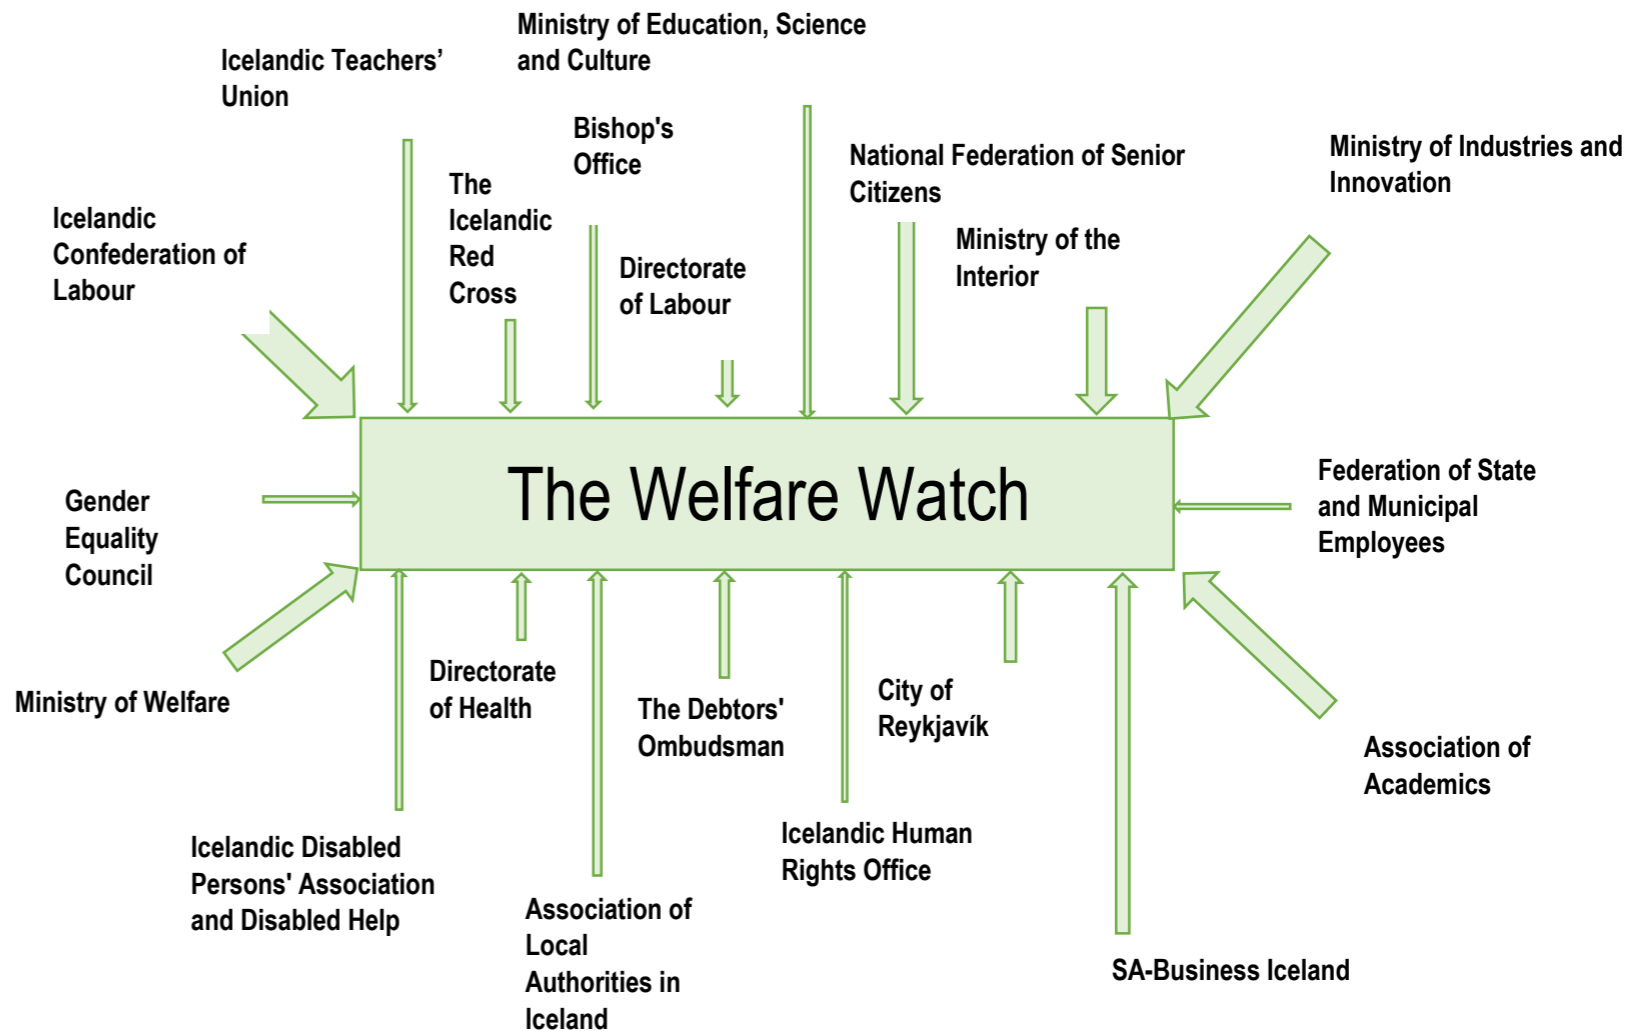 Ministry of Education, Science
and Culture
Icelandic Teachers’
Union
Bishop's
Office
National Federation of Senior
Citizens
Ministry of Industries and
Innovation
The
Icelandic
Red
Cross
Icelandic
Confederation of
Labour
Directorate
of Labour
Ministry of the
Interior
The Welfare Watch
Gender
Equality
Council
Federation of State
and Municipal
Employees
Ministry of Welfare
Directorate
of Health
The Debtors'
Ombudsman
City of
Reykjavík
Association of
Academics
Icelandic Disabled
Persons' Association
and Disabled Help
Icelandic Human
Rights Office
Association of
Local
Authorities in
Iceland
SA-Business Iceland